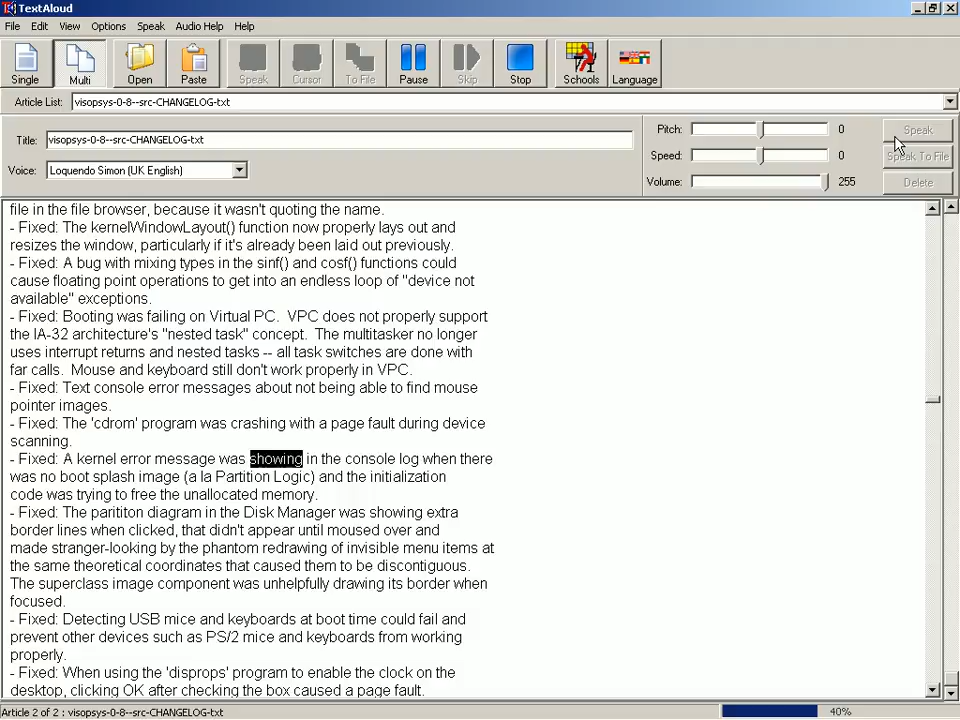 TextAloud
File Edit View Options Speak Audio Help Help
Single Multi Open Paste Speak Cursor To File Pause Skip Stop Schools Language
Article List: visopsys-0-8--src-CHANGELOG-txt
Title: visopsys-0-8--src-CHANGELOG-txt
Voice: Loquendo Simon (UK English)
Pitch: 0 Speak
Speed: 0 Speak To File
Volume: 255 Delete
file in the file browser, because it wasn't quoting the name.
- Fixed: The kernelWindowLayout() function now properly lays out and
resizes the window, particularly if it's already been laid out previously.
- Fixed: A bug with mixing types in the sinf() and cosf() functions could
cause floating point operations to get into an endless loop of "device not
available" exceptions.
- Fixed: Booting was failing on Virtual PC.  VPC does not properly support
the IA-32 architecture's "nested task" concept.  The multitasker no longer
uses interrupt returns and nested tasks -- all task switches are done with
far calls.  Mouse and keyboard still don't work properly in VPC.
- Fixed: Text console error messages about not being able to find mouse
pointer images.
- Fixed: The 'cdrom' program was crashing with a page fault during device
scanning.
- Fixed: A kernel error message was showing in the console log when there
was no boot splash image (a la Partition Logic) and the initialization
code was trying to free the unallocated memory.
- Fixed: The parititon diagram in the Disk Manager was showing extra
border lines when clicked, that didn't appear until moused over and
made stranger-looking by the phantom redrawing of invisible menu items at
the same theoretical coordinates that caused them to be discontiguous.
The superclass image component was unhelpfully drawing its border when
focused.
- Fixed: Detecting USB mice and keyboards at boot time could fail and
prevent other devices such as PS/2 mice and keyboards from working
properly.
- Fixed: When using the 'disprops' program to enable the clock on the
desktop, clicking OK after checking the box caused a page fault.
Article 2 of 2 : visopsys-0-8--src-CHANGELOG-txt 40%